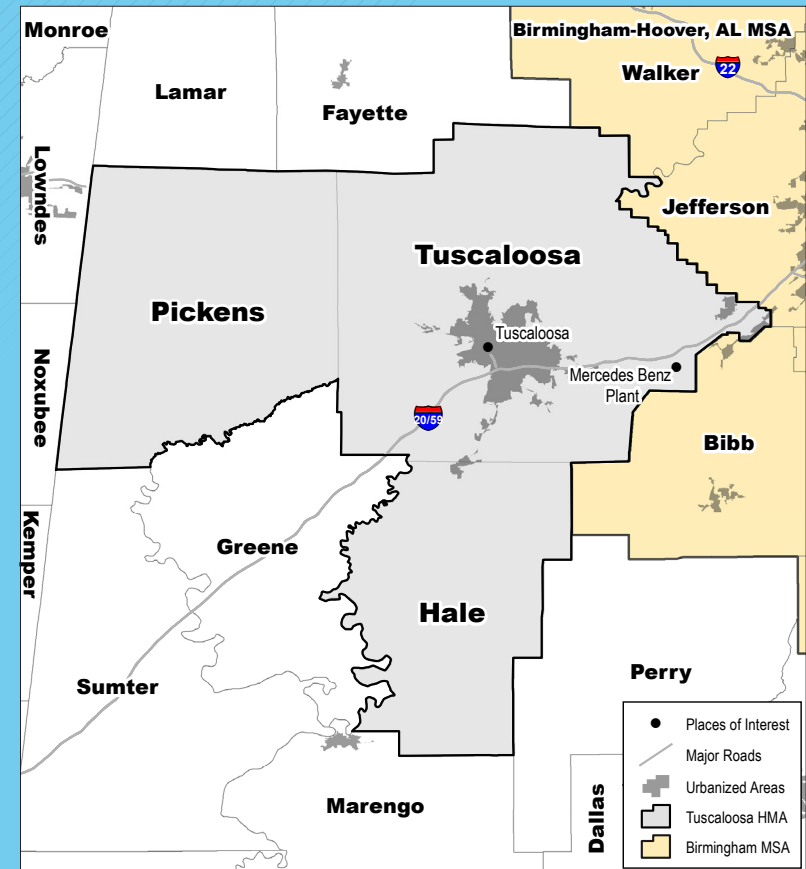 Monroe
Birmingham-Hoover, AL MSA
Walker
22
Lamar
Fayette
Lowndes
Jefferson
Tuscaloosa
Pickens
Tuscaloosa
Noxubee
Mercedes Benz
Plant
20/59
Bibb
Kemper
Greene
Hale
Perry
Sumter
Marengo
Dallas
Places of Interest
Major Roads
Urbanized Areas
Tuscaloosa HMA
Birmingham MSA